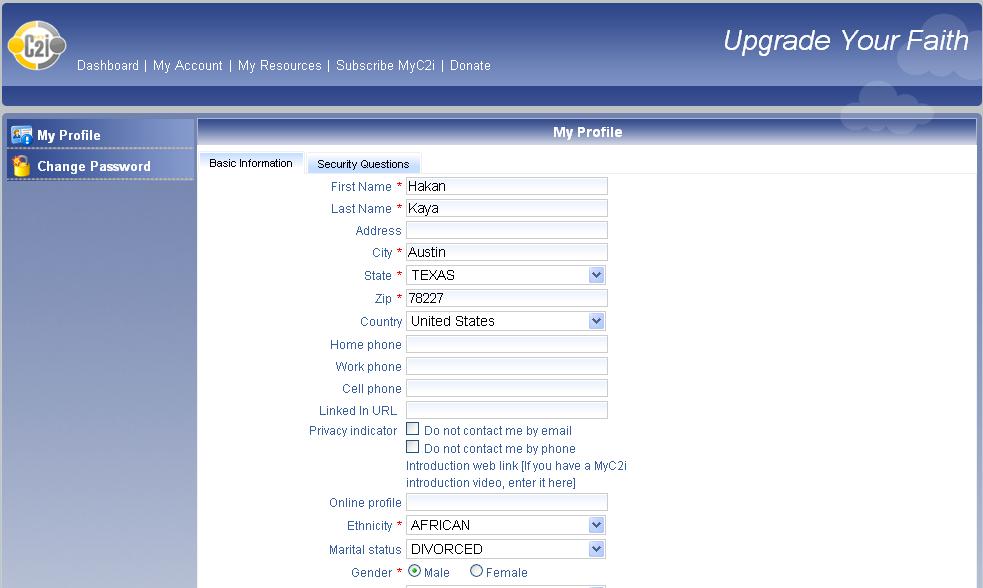 C2i
Upgrade Your Faith
Dashboard | My Account | My Resources | Subscribe MyC2i | Donate
My Profile
Change Password
My Profile
Basic Information Security Questions
First Name * Hakan
Last Name * Kaya
Address
City * Austin
State * TEXAS
Zip * 78227
Country United States
Home phone
Work phone
Cell phone
Linked In URL
Privacy indicator Do not contact me by email
Do not contact me by phone
Introduction web link [If you have a MyC2i
introduction video, enter it here]
Online profile
Ethnicity * AFRICAN
Marital status DIVORCED
Gender * Male Female